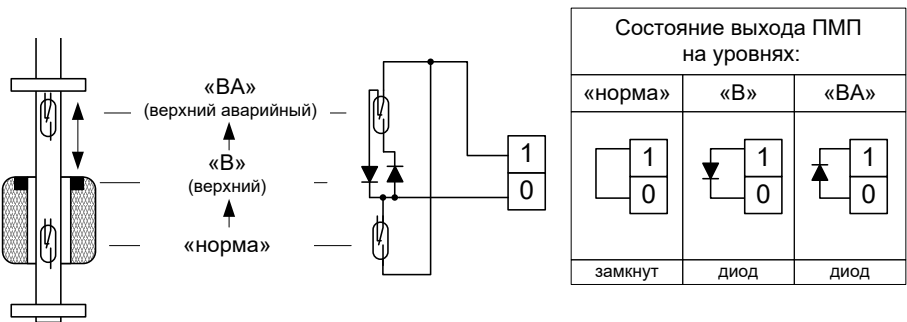 «ВА»
(верхний аварийный)
«В»
(верхний)
«норма»
1
0
Состояние выхода ПМП
на уровнях:
«норма» «В» «ВА»
1 1 1
0 0 0
замкнут диод диод